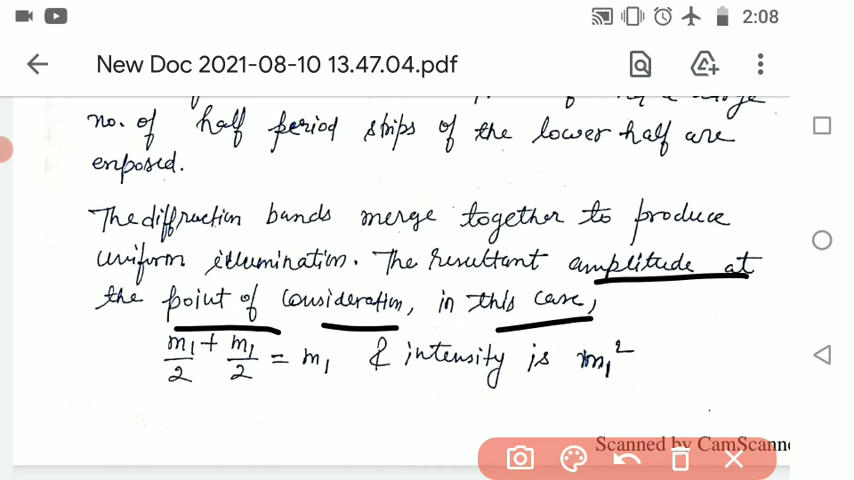 2:08
New Doc 2021-08-10 13.47.04.pdf
no. of half period strips of the lower half are
exposed.
The diffraction bands merge together to produce
uniform illumination. The resultant amplitude at
the point of consideration, in this case,
m₁/2 + m₁/2 = m₁ & intensity is m₁²
Scanned by CamScanne